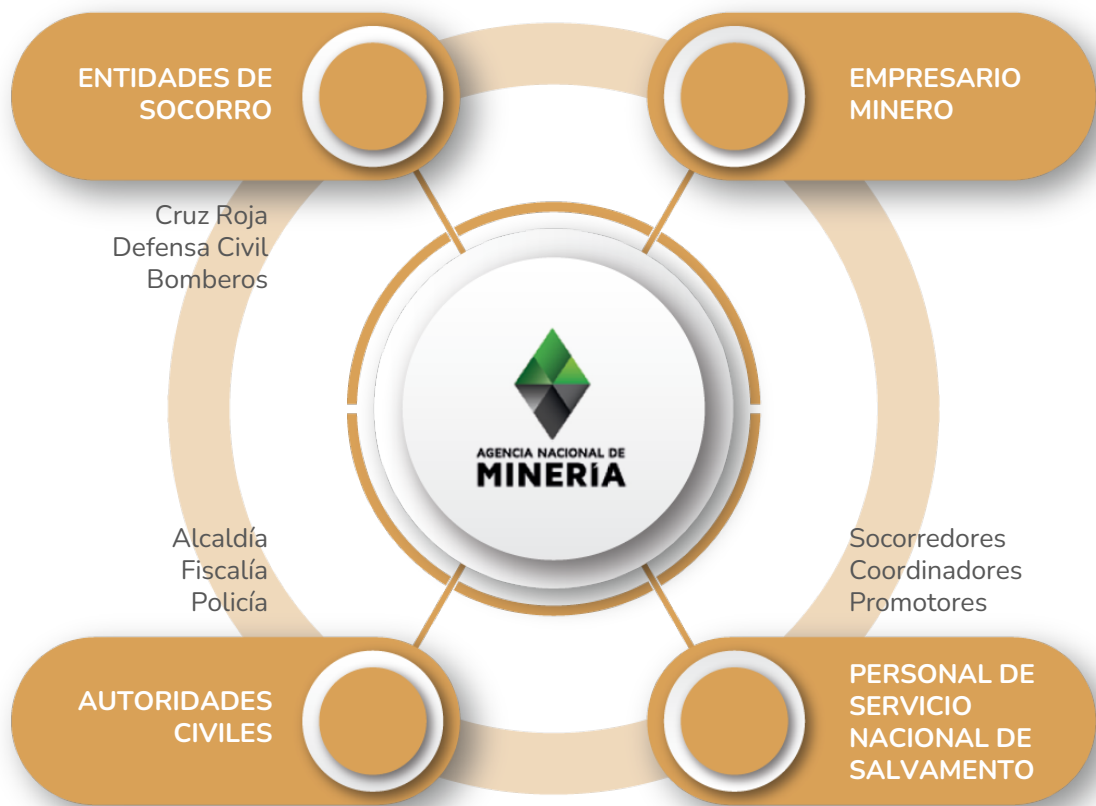 ENTIDADES DE
SOCORRO
EMPRESARIO
MINERO
Cruz Roja
Defensa Civil
Bomberos
AGENCIA NACIONAL DE
MINERÍA
Alcaldía
Fiscalía
Policía
Socorredores
Coordinadores
Promotores
AUTORIDADES
CIVILES
PERSONAL DE
SERVICIO
NACIONAL DE
SALVAMENTO